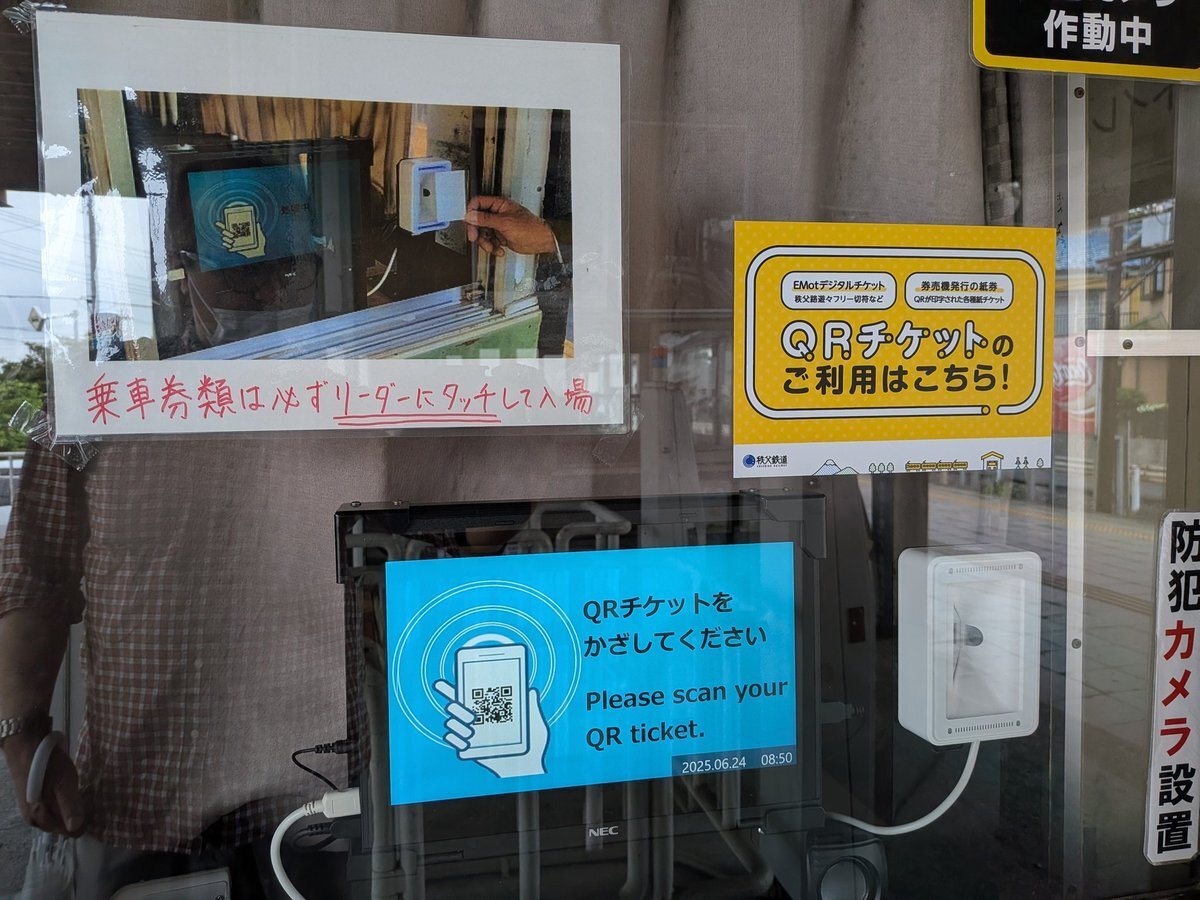 作動中
乗車券類は必ずリーダーにタッチして入場
EMotデジタルチケット
秩父路遊々フリー切符など
券売機発行の紙券
QRが印字された各種紙チケット
QRチケットの
ご利用はこちら!
秩父鉄道
QRチケットを
かざしてください
Please scan your
QR ticket.
2025.06.24 08:50
NEC
防犯カメラ設置